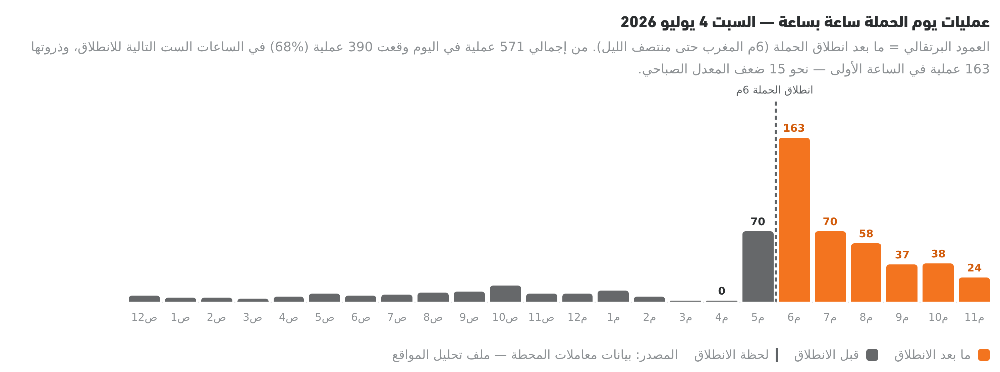 عمليات يوم الحملة ساعة بساعة — السبت 4 يوليو 2026
العمود البرتقالي = ما بعد انطلاق الحملة (6م المغرب حتى منتصف الليل). من إجمالي 571 عملية في اليوم وقعت 390 عملية (68%) في الساعات الست التالية للانطلاق، وذروتها
163 عملية في الساعة الأولى — نحو 15 ضعف المعدل الصباحي.
انطلاق الحملة 6م
163
70
70
58
37
38
24
0
12ص 1ص 2ص 3ص 4ص 5ص 6ص 7ص 8ص 9ص 10ص 11ص 12م 1م 2م 3م 4م 5م 6م 7م 8م 9م 10م 11م
ما بعد الانطلاق قبل الانطلاق لحظة الانطلاق المصدر: بيانات معاملات المحطة — ملف تحليل المواقع